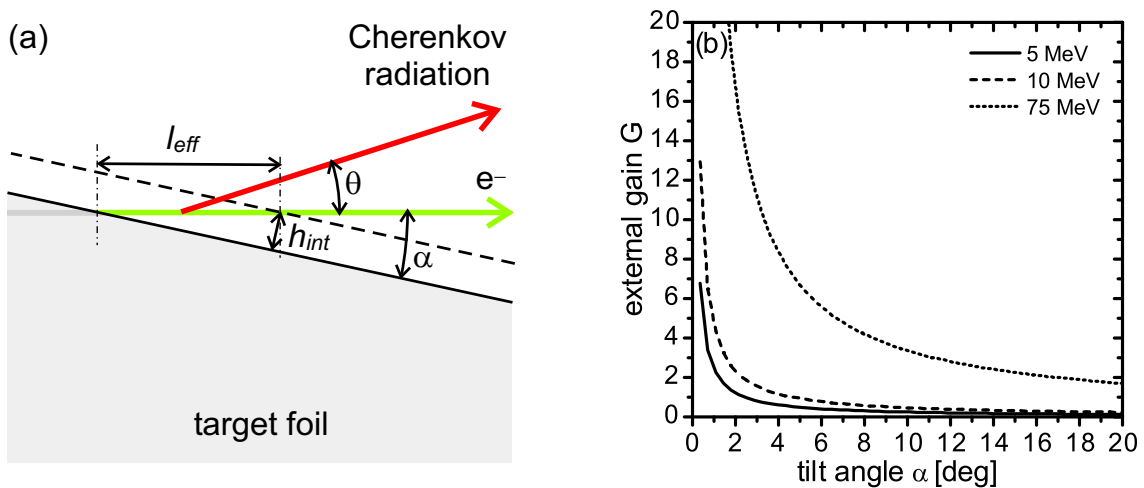 (a)
Cherenkov
radiation
l_eff
θ
e⁻
h_int
α
target foil
(b)
5 MeV
10 MeV
75 MeV
external gain G
20
18
16
14
12
10
8
6
4
2
0
0 2 4 6 8 10 12 14 16 18 20
tilt angle α [deg]